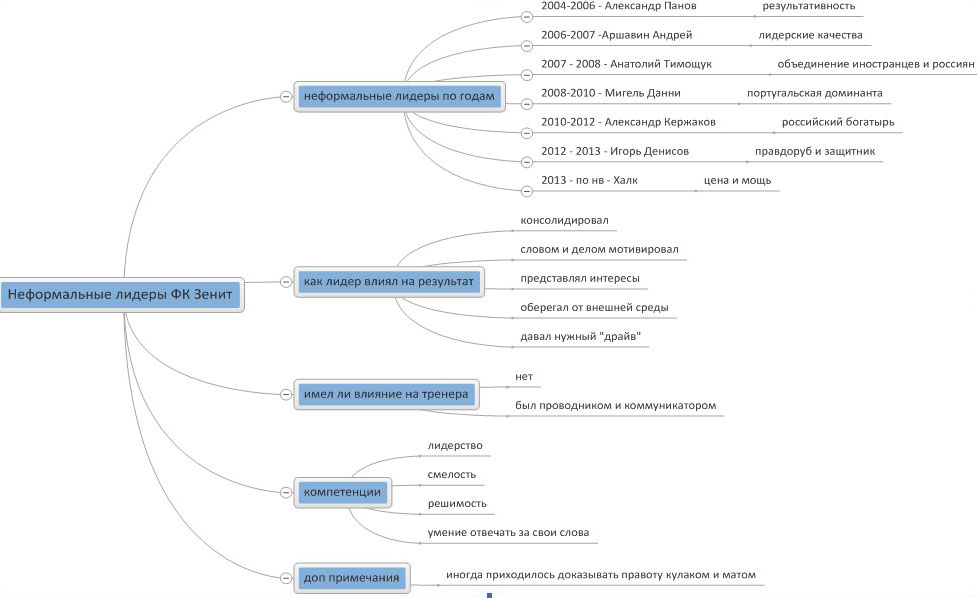 2004-2006 - Александр Панов результативность
2006-2007 -Аршавин Андрей лидерские качества
2007 - 2008 - Анатолий Тимощук объединение иностранцев и россиян
неформальные лидеры по годам
2008-2010 - Мигель Данни португальская доминанта
2010-2012 - Александр Кержаков российский богатырь
2012 - 2013 - Игорь Денисов правдоруб и защитник
2013 - по нв - Халк цена и мощь
консолидировал
словом и делом мотивировал
как лидер влиял на результат
представлял интересы
оберегал от внешней среды
давал нужный "драйв"
Неформальные лидеры ФК Зенит
нет
имел ли влияние на тренера
был проводником и коммуникатором
лидерство
смелость
компетенции
решимость
умение отвечать за свои слова
доп примечания
иногда приходилось доказывать правоту кулаком и матом